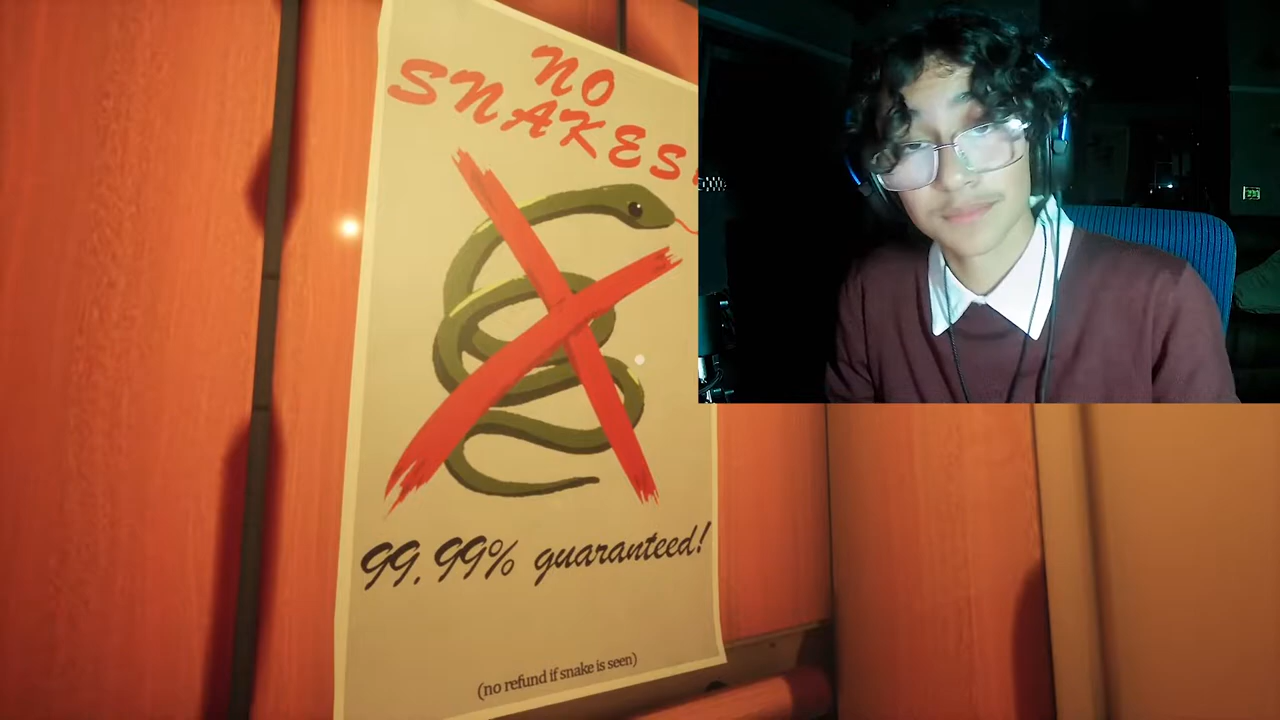 NO
SNAKES
99.99% guaranteed!
(no refund if snake is seen)